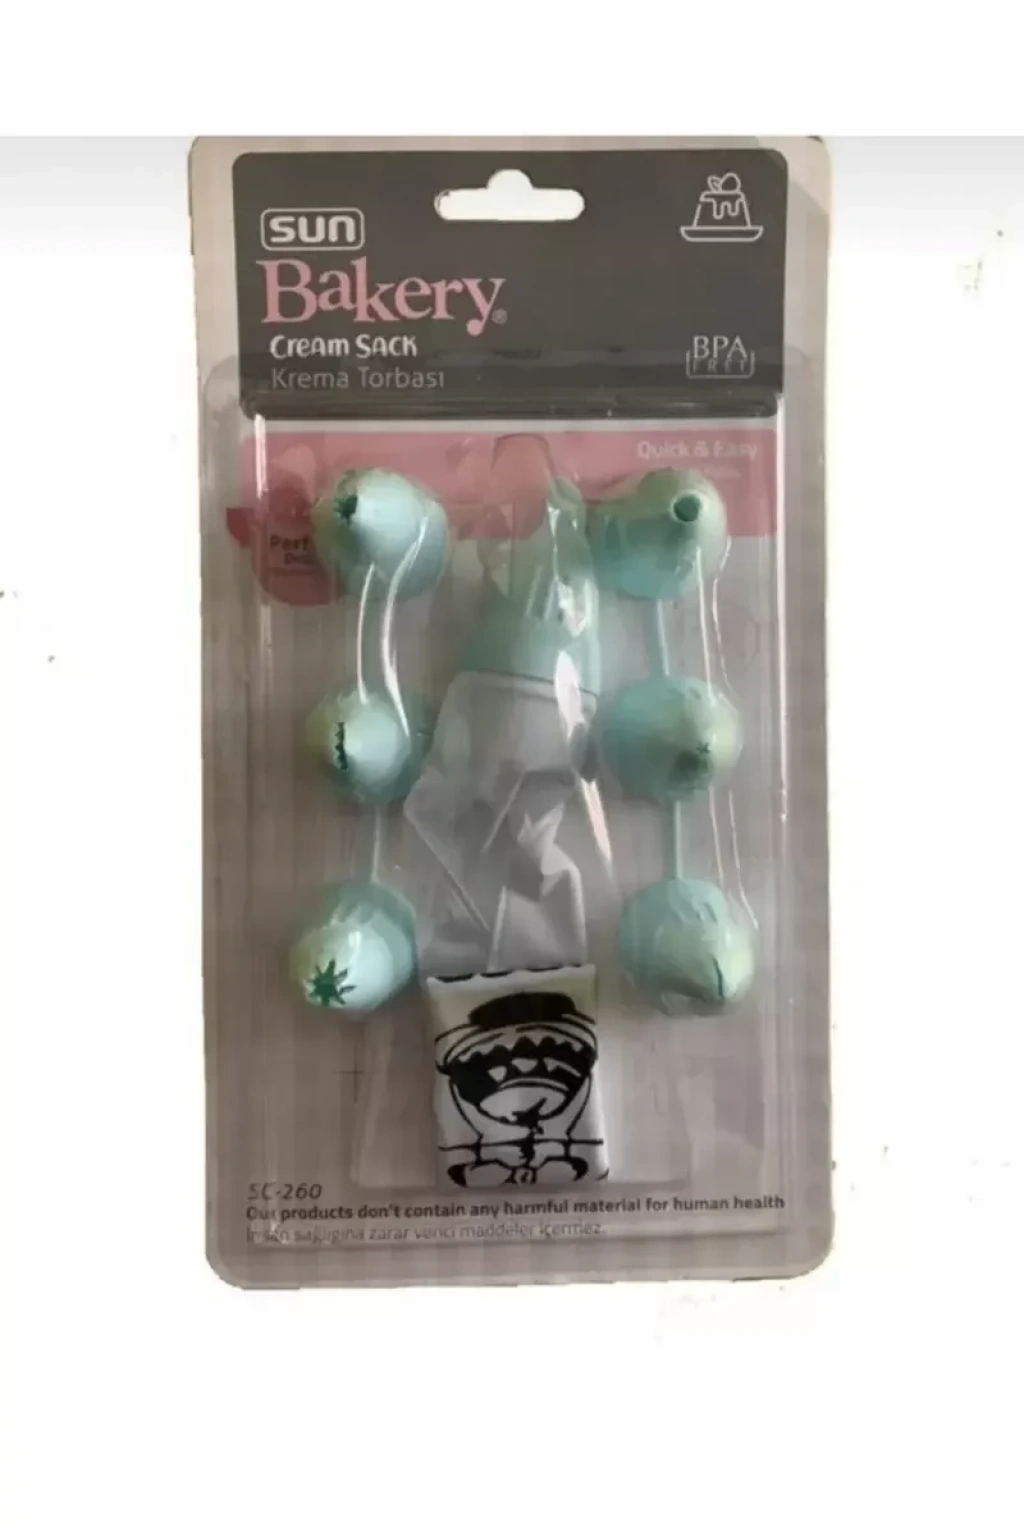 sun
Bakery®
Cream Sack
Krema Torbası
BPA
FREE
Quick & Easy
SC-260
Our products don't contain any harmful material for human health
İnsan sağlığına zarar verici maddeler içermez.